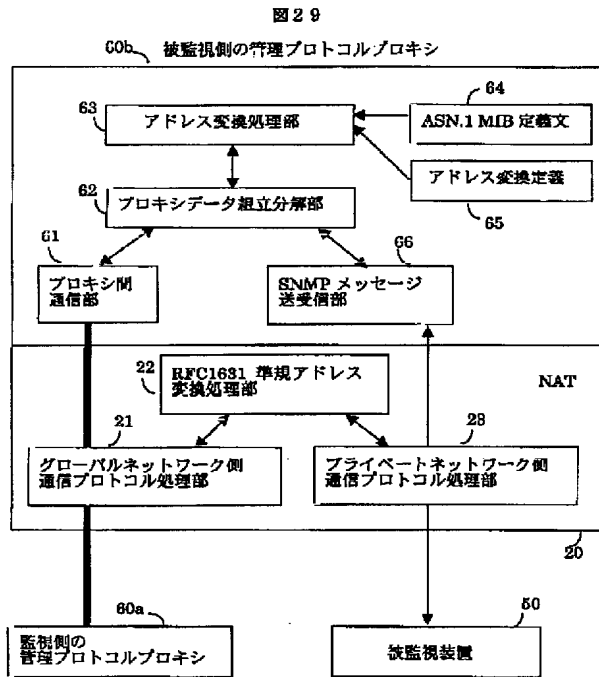 図29
60b
被監視側の管理プロトコルプロキシ
63
アドレス変換処理部
64
ASN.1 MIB 定義文
アドレス変換定義
65
62
プロキシデータ組立分解部
61
プロキシ間
通信部
66
SNMP メッセージ
送受信部
22
RFC1631 準規アドレス
変換処理部
NAT
21
グローバルネットワーク側
通信プロトコル処理部
23
プライベートネットワーク側
通信プロトコル処理部
20
60a
監視側の
管理プロトコルプロキシ
50
被監視装置